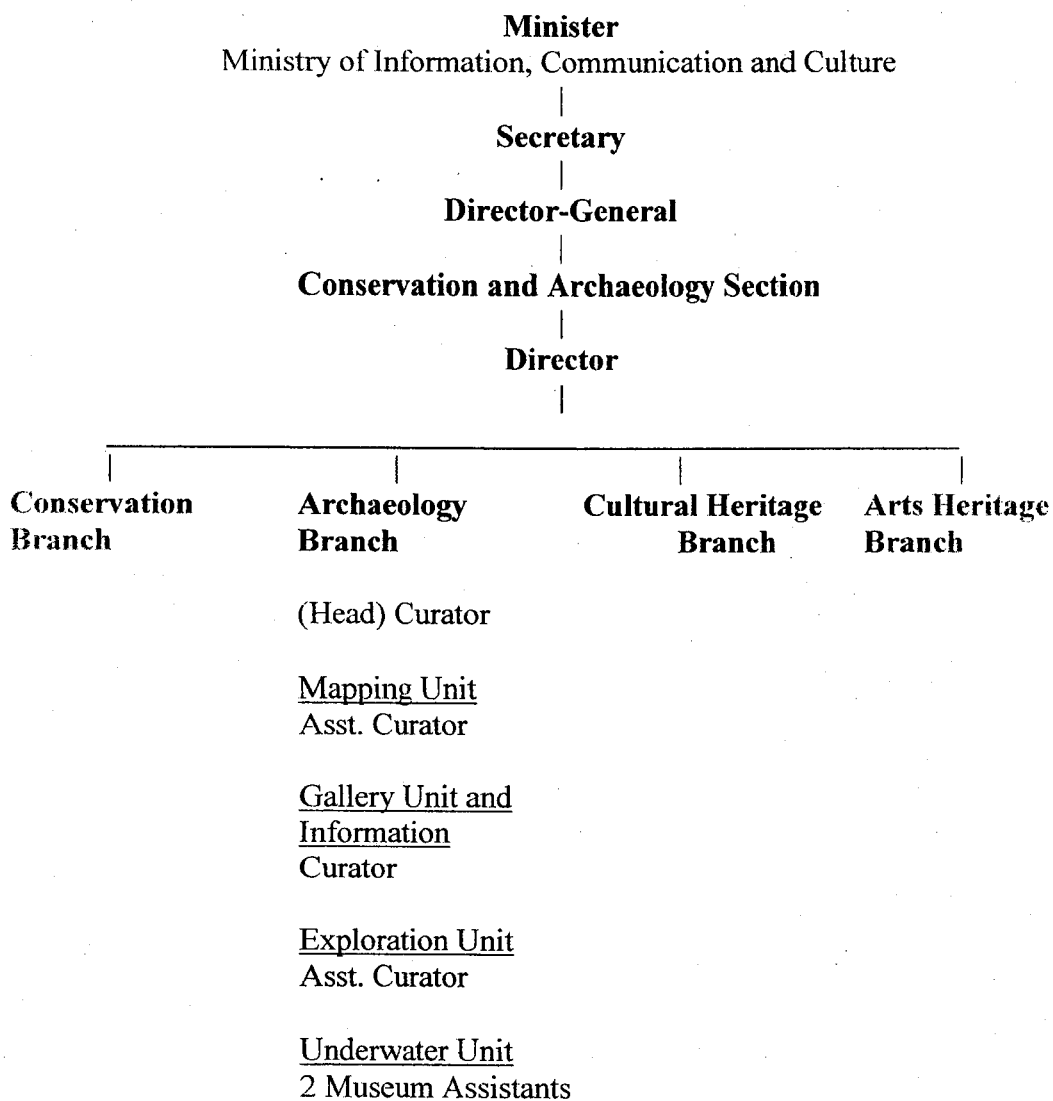 Minister
Ministry of Information, Communication and Culture
Secretary
Director-General
Conservation and Archaeology Section
Director
Conservation
Branch
Archaeology
Branch
Cultural Heritage
Branch
Arts Heritage
Branch
(Head) Curator
Mapping Unit
Asst. Curator
Gallery Unit and
Information
Curator
Exploration Unit
Asst. Curator
Underwater Unit
2 Museum Assistants